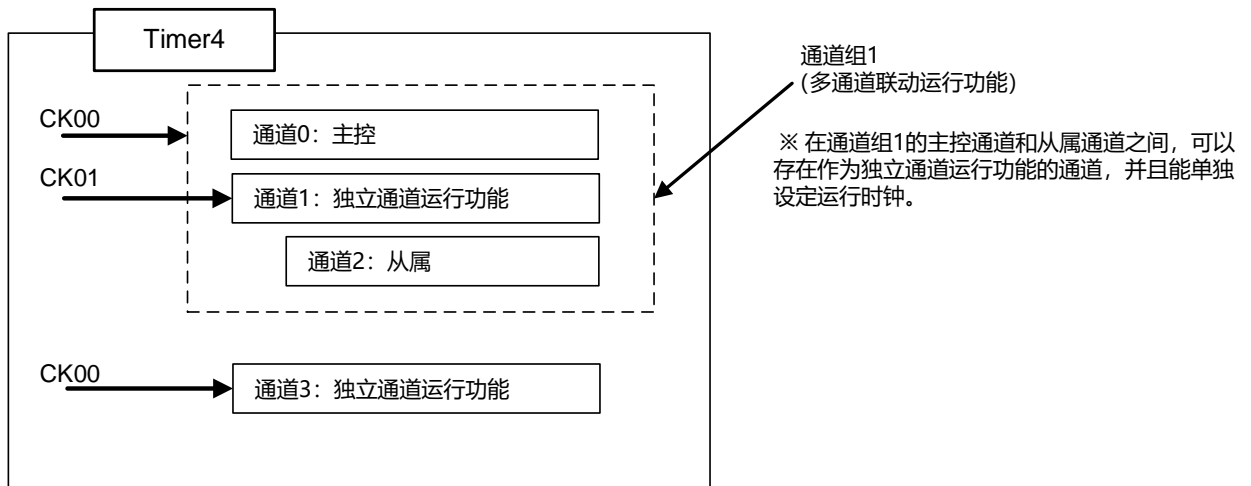 Timer4
通道组1
(多通道联动运行功能)
CK00
通道0：主控
※ 在通道组1的主控通道和从属通道之间，可以
存在作为独立通道运行功能的通道，并且能单独
设定运行时钟。
CK01
通道1：独立通道运行功能
通道2：从属
CK00
通道3：独立通道运行功能